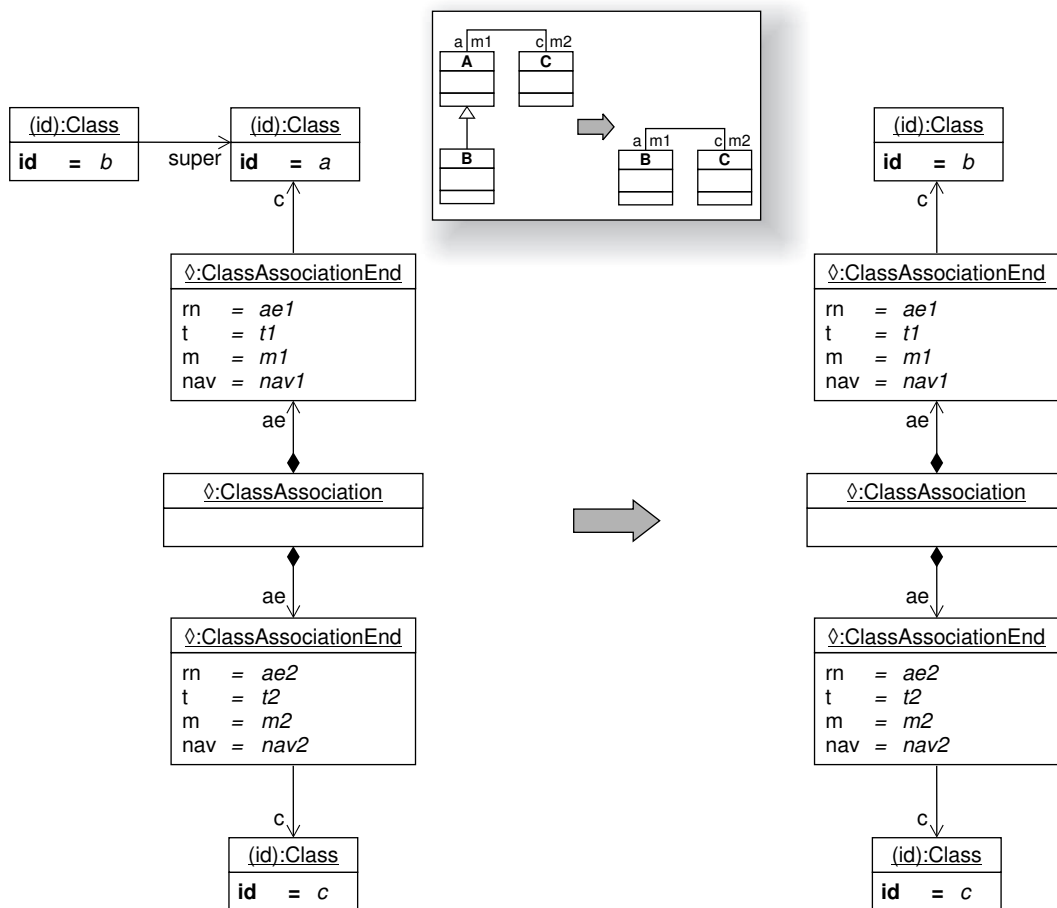 a m1 c m2
A C
B
a m1 c m2
B C
(id):Class
id = b
super
(id):Class
id = a
c
◊:ClassAssociationEnd
rn = ae1
t = t1
m = m1
nav = nav1
ae
◊:ClassAssociation
ae
◊:ClassAssociationEnd
rn = ae2
t = t2
m = m2
nav = nav2
c
(id):Class
id = c
(id):Class
id = b
c
◊:ClassAssociationEnd
rn = ae1
t = t1
m = m1
nav = nav1
ae
◊:ClassAssociation
ae
◊:ClassAssociationEnd
rn = ae2
t = t2
m = m2
nav = nav2
c
(id):Class
id = c